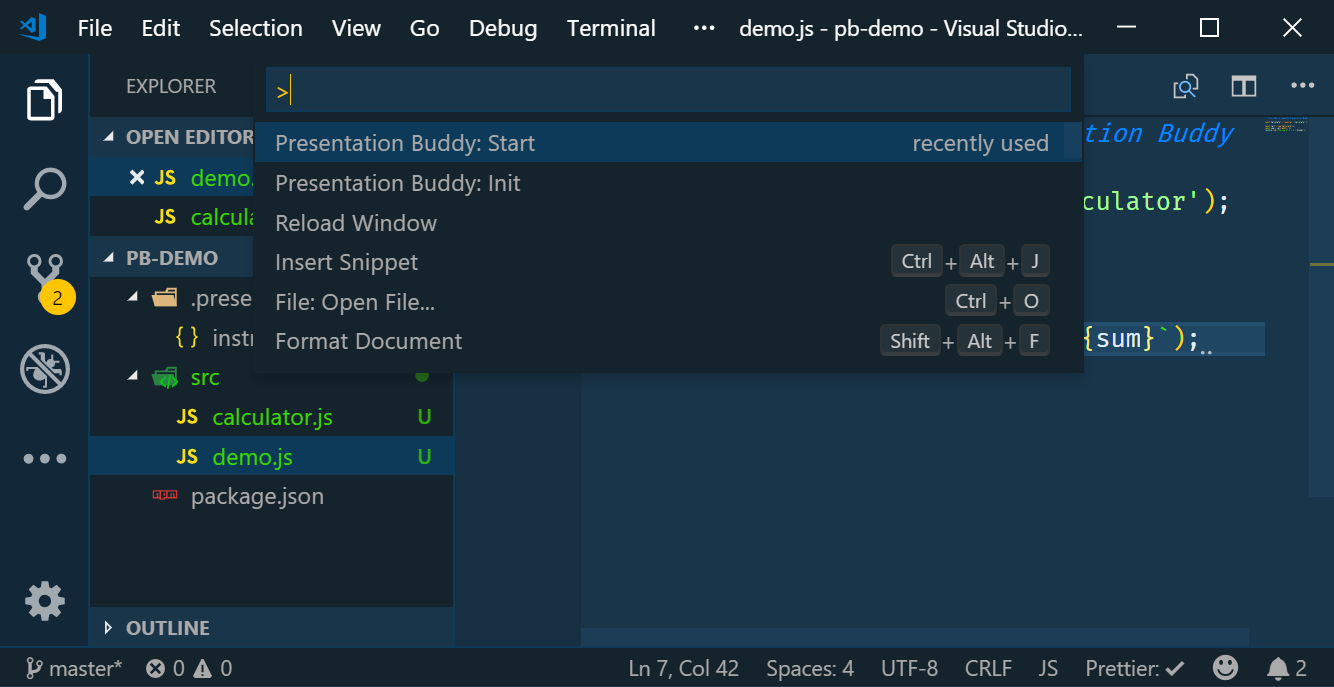 File Edit Selection View Go Debug Terminal ··· demo.js - pb-demo - Visual Studio...
EXPLORER
>
OPEN EDITOR
Presentation Buddy: Start recently used
tion Buddy
JS demo.
Presentation Buddy: Init
JS calcula
Reload Window
culator');
PB-DEMO
Insert Snippet Ctrl + Alt + J
2
.prese
File: Open File... Ctrl + O
{} instr
Format Document Shift + Alt + F
{sum}`);
src
JS calculator.js U
JS demo.js U
package.json
OUTLINE
master* 0 0 Ln 7, Col 42 Spaces: 4 UTF-8 CRLF JS Prettier: ✓ 2